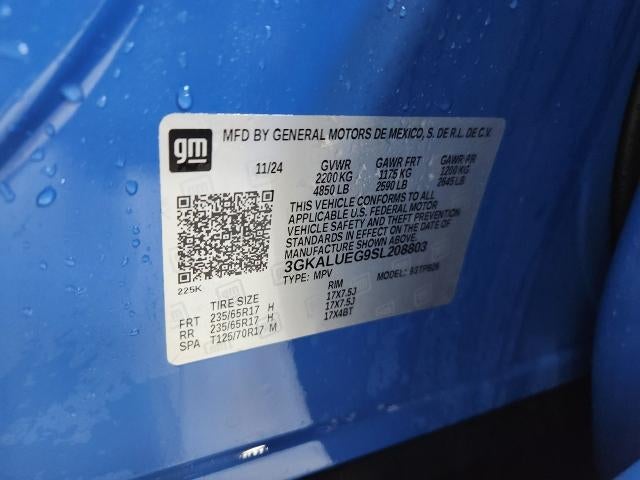 gm
MFD BY GENERAL MOTORS DE MEXICO, S. DE R.L. DE C.V.
11/24 GVWR GAWR FRT GAWR RR
2200 KG 1175 KG 1200 KG
4850 LB 2590 LB 2645 LB
THIS VEHICLE CONFORMS TO ALL
APPLICABLE U.S. FEDERAL MOTOR
VEHICLE SAFETY AND THEFT PREVENTION
STANDARDS IN EFFECT ON THE DATE OF
MANUFACTURE SHOWN ABOVE.
3GKALUEG9SL208803
225K
TYPE: MPV MODEL:
TIRE SIZE RIM
FRT 235/65R17 H 17X7.5J
RR 235/65R17 H 17X7.5J
SPA T125/70R17 M 17X4BT